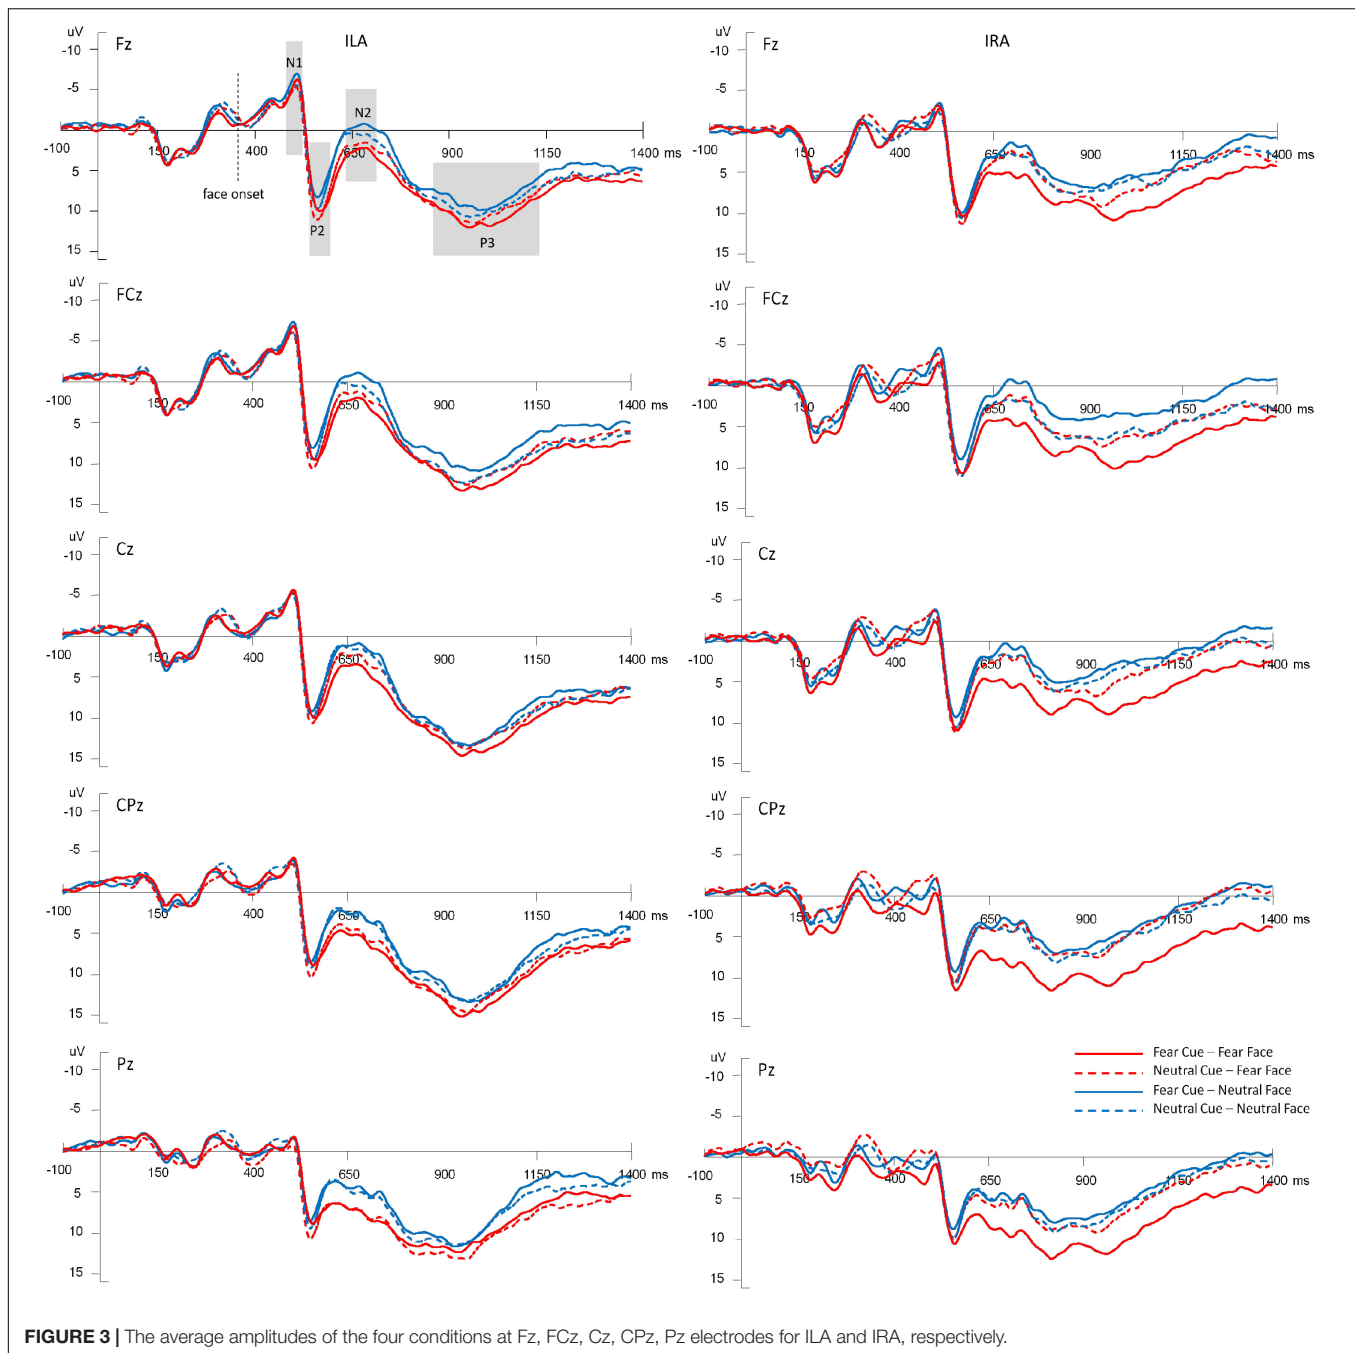 uV
Fz
ILA
-10
N1
-5
N2
-100
150
400
650
900
1150
1400 ms
face onset
5
10
P2
P3
15
uV
Fz
IRA
-10
-5
-100
150
400
650
900
1150
1400 ms
5
10
15
uV
FCz
-10
-5
-100
150
400
650
900
1150
1400 ms
5
10
15
uV
FCz
-10
-5
-100
150
400
650
900
1150
1400 ms
5
10
15
uV
Cz
-10
-5
-100
150
400
650
900
1150
1400 ms
5
10
15
uV
Cz
-10
-5
-100
150
400
650
900
1150
1400 ms
5
10
15
uV
CPz
-10
-5
-100
150
400
650
900
1150
1400 ms
5
10
15
uV
CPz
-10
-5
-100
150
400
650
900
1150
1400 ms
5
10
15
uV
Pz
-10
-5
-100
150
400
650
900
1150
1400 ms
5
10
15
uV
Pz
-10
-5
-100
150
400
650
900
1150
1400 ms
5
10
15
Fear Cue – Fear Face
Neutral Cue – Fear Face
Fear Cue – Neutral Face
Neutral Cue – Neutral Face
FIGURE 3 | The average amplitudes of the four conditions at Fz, FCz, Cz, CPz, Pz electrodes for ILA and IRA, respectively.